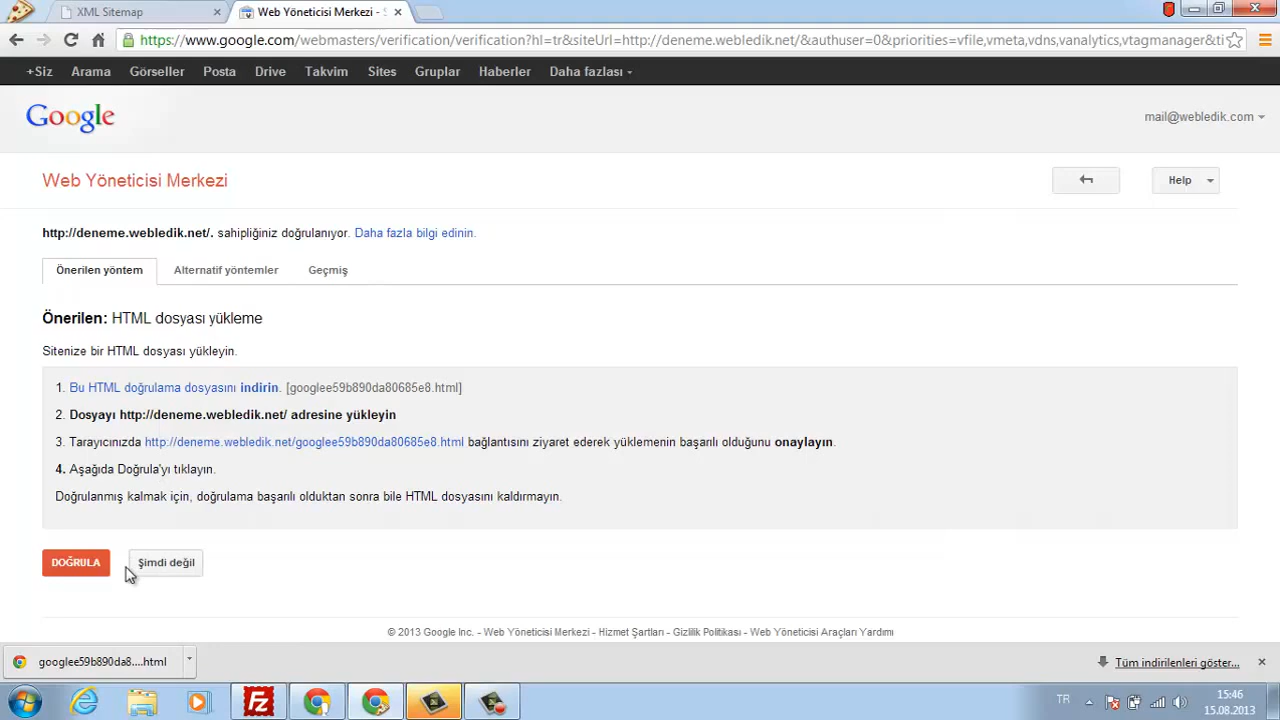 XML Sitemap
Web Yöneticisi Merkezi - S
https://www.google.com/webmasters/verification/verification?hl=tr&siteUrl=http://deneme.webledik.net/&authuser=0&priorities=vfile,vmeta,vdns,vanalytics,vtagmanager&ti
+Siz Arama Görseller Posta Drive Takvim Sites Gruplar Haberler Daha fazlası
Google
mail@webledik.com
Web Yöneticisi Merkezi
Help
http://deneme.webledik.net/. sahipliğiniz doğrulanıyor. Daha fazla bilgi edinin.
Önerilen yöntem Alternatif yöntemler Geçmiş
Önerilen: HTML dosyası yükleme
Sitenize bir HTML dosyası yükleyin.
1. Bu HTML doğrulama dosyasını indirin. [googlee59b890da80685e8.html]
2. Dosyayı http://deneme.webledik.net/ adresine yükleyin
3. Tarayıcınızda http://deneme.webledik.net/googlee59b890da80685e8.html bağlantısını ziyaret ederek yüklemenin başarılı olduğunu onaylayın.
4. Aşağıda Doğrula'yı tıklayın.
Doğrulanmış kalmak için, doğrulama başarılı olduktan sonra bile HTML dosyasını kaldırmayın.
DOĞRULA Şimdi değil
© 2013 Google Inc. - Web Yöneticisi Merkezi - Hizmet Şartları - Gizlilik Politikası - Web Yöneticisi Araçları Yardımı
googlee59b890da8....html
Tüm indirilenleri göster...
Fz
TR
15:46
15.08.2013